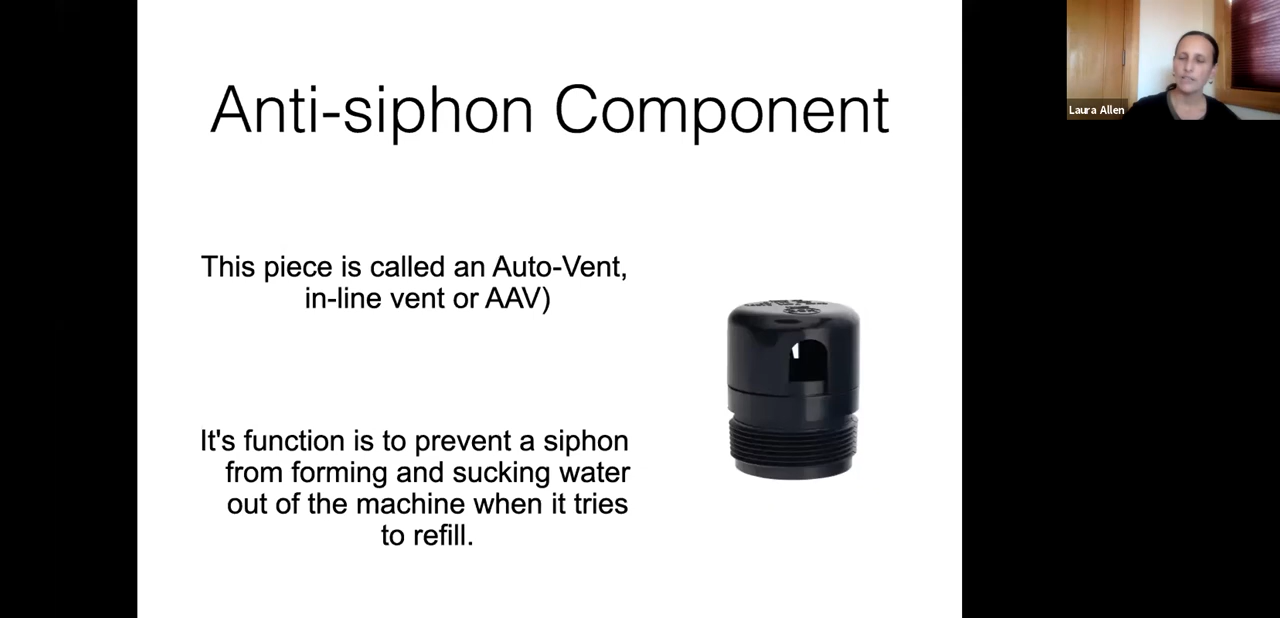 Anti-siphon Component
This piece is called an Auto-Vent,
in-line vent or AAV)
It's function is to prevent a siphon
from forming and sucking water
out of the machine when it tries
to refill.
Laura Allen